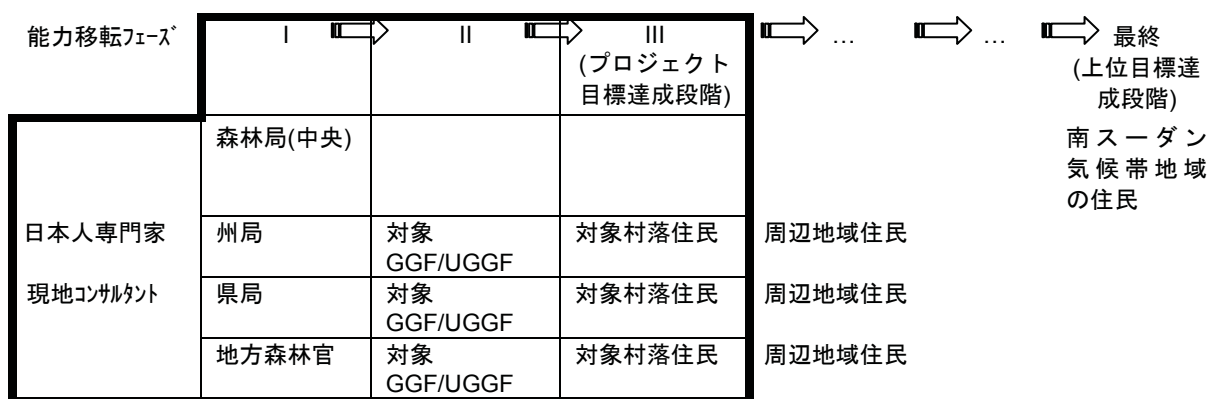 能力移転ﾌｪｰｽﾞ I II III … … 最終
(プロジェクト (上位目標達
目標達成段階) 成段階)
森林局(中央) 南スーダン
気候帯地域
の住民
日本人専門家 州局 対象 対象村落住民 周辺地域住民
GGF/UGGF
現地ｺﾝｻﾙﾀﾝﾄ 県局 対象 対象村落住民 周辺地域住民
GGF/UGGF
地方森林官 対象 対象村落住民 周辺地域住民
GGF/UGGF